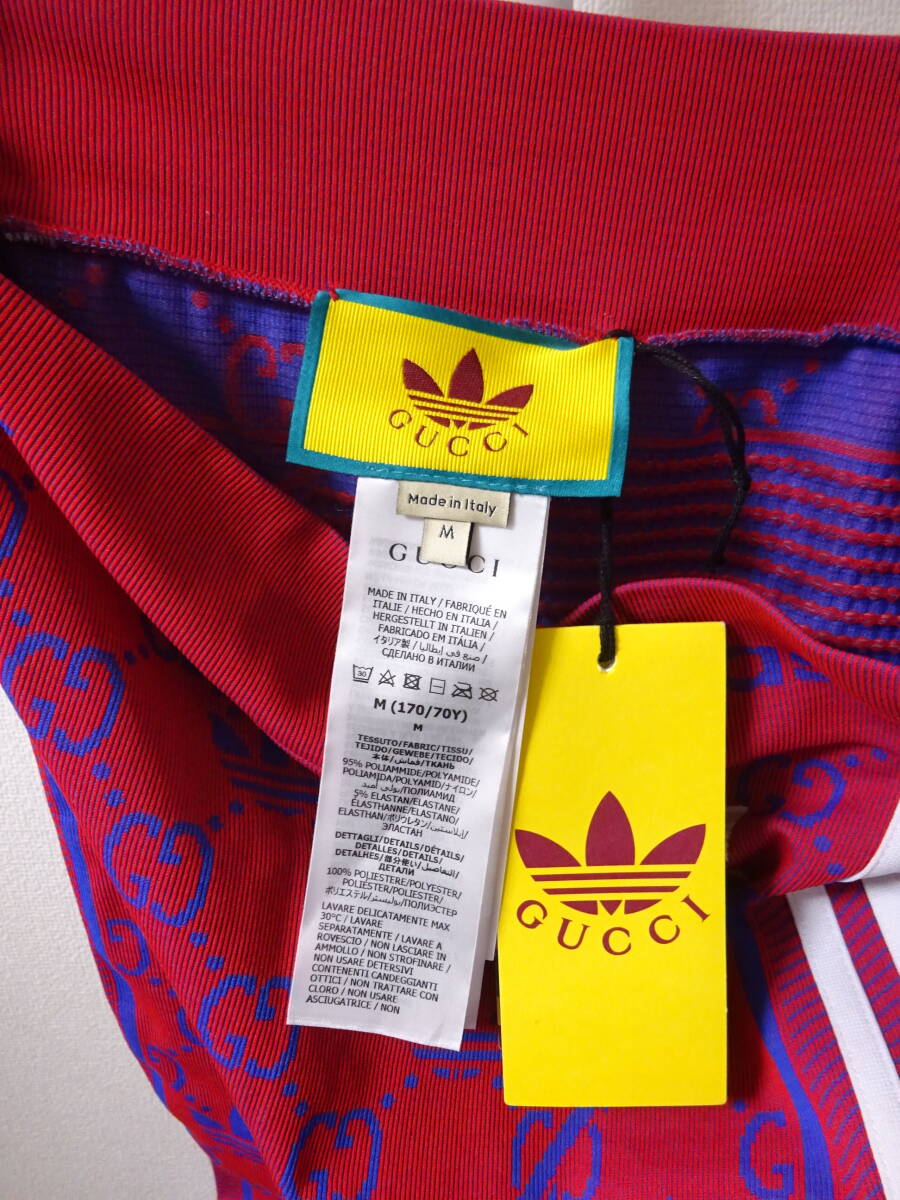 GUCCI
Made in Italy
M
GUCCI
MADE IN ITALY / FABRIQUÉ EN
ITALIE / HECHO EN ITALIA /
HERGESTELLT IN ITALIEN /
FABRICADO EM ITÁLIA /
イタリア製 / صنع في إيطاليا /
СДЕЛАНО В ИТАЛИИ
30
M (170/70Y)
M
TESSUTO/FABRIC/TISSU/
TEJIDO/GEWEBE/TECIDO/
本体/قماش/ТКАНЬ
95% POLIAMMIDE/POLYAMIDE/
POLIAMIDA/POLYAMID/ナイロン/
بولي أميد/ПОЛИАМИД
5% ELASTAN/ELASTANE/
ÉLASTHANNE/ELASTANO/
ELASTHAN/ポリウレタン/إيلاستين/
ЭЛАСТАН
DETTAGLI/DETAILS/DÉTAILS/
DETALLES/DETAILS/
DETALHES/部分使い/التفاصيل/
ДЕТАЛИ
100% POLIESTERE/POLYESTER/
POLIÉSTER/POLYESTER/
ポリエステル/بوليستر/ПОЛИЭСТЕР
LAVARE DELICATAMENTE MAX
30°C / LAVARE
SEPARATAMENTE / LAVARE A
ROVESCIO / NON LASCIARE IN
AMMOLLO / NON STROFINARE /
NON USARE DETERSIVI
CONTENENTI CANDEGGIANTI
OTTICI / NON TRATTARE CON
CLORO / NON USARE
ASCIUGATRICE / NON
GUCCI